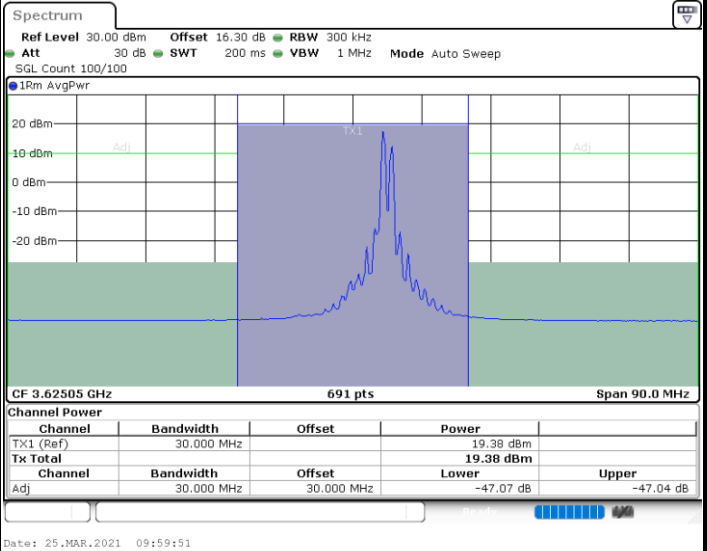 Spectrum
Ref Level 30.00 dBm Offset 16.30 dB RBW 300 kHz
Att 30 dB SWT 200 ms VBW 1 MHz Mode Auto Sweep
SGL Count 100/100
1Rm AvgPwr
TX1
20 dBm
Adj Adj
10 dBm
0 dBm
-10 dBm
-20 dBm
CF 3.62505 GHz 691 pts Span 90.0 MHz
Channel Power
Channel Bandwidth Offset Power
TX1 (Ref) 30.000 MHz 19.38 dBm
Tx Total 19.38 dBm
Channel Bandwidth Offset Lower Upper
Adj 30.000 MHz 30.000 MHz -47.07 dB -47.04 dB
Ready
Date: 25.MAR.2021 09:59:51